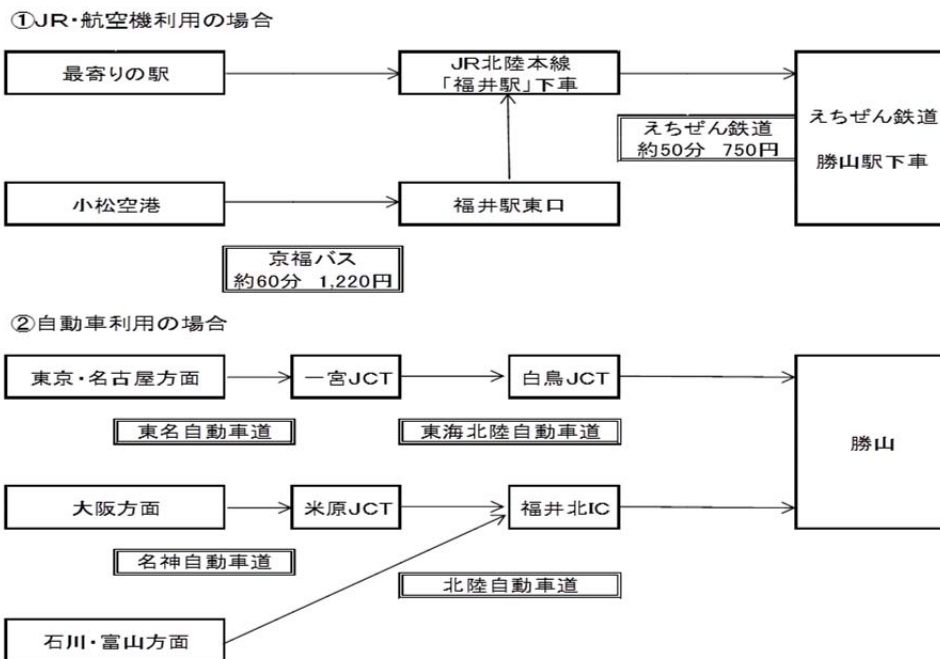 ①JR・航空機利用の場合
最寄りの駅
JR北陸本線
「福井駅」下車
えちぜん鉄道
約50分 750円
えちぜん鉄道
勝山駅下車
小松空港
福井駅東口
京福バス
約60分 1,220円
②自動車利用の場合
東京・名古屋方面
一宮JCT
白鳥JCT
勝山
東名自動車道
東海北陸自動車道
大阪方面
米原JCT
福井北IC
名神自動車道
北陸自動車道
石川・富山方面